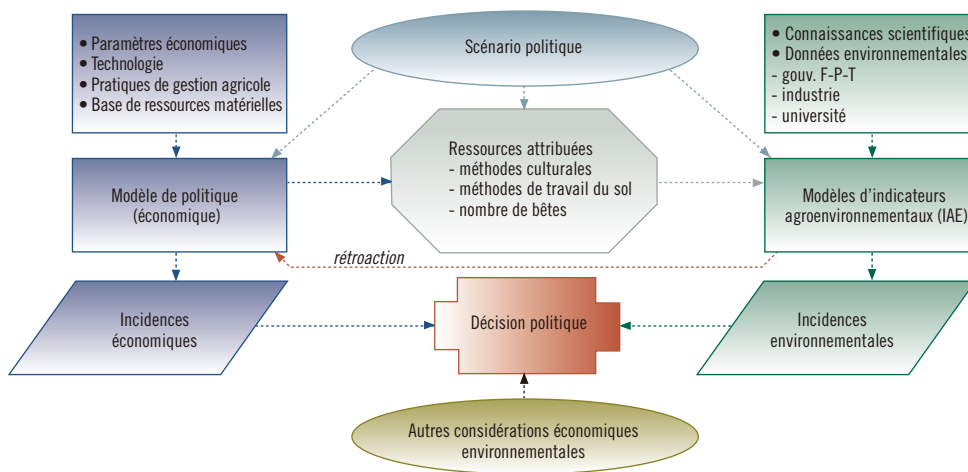 • Paramètres économiques
• Technologie
• Pratiques de gestion agricole
• Base de ressources matérielles
Scénario politique
• Connaissances scientifiques
• Données environnementales
- gouv. F-P-T
- industrie
- université
Modèle de politique
(économique)
Ressources attribuées
- méthodes culturales
- méthodes de travail du sol
- nombre de bêtes
Modèles d'indicateurs
agroenvironnementaux (IAE)
rétroaction
Incidences
économiques
Décision politique
Incidences
environnementales
Autres considérations économiques
environnementales